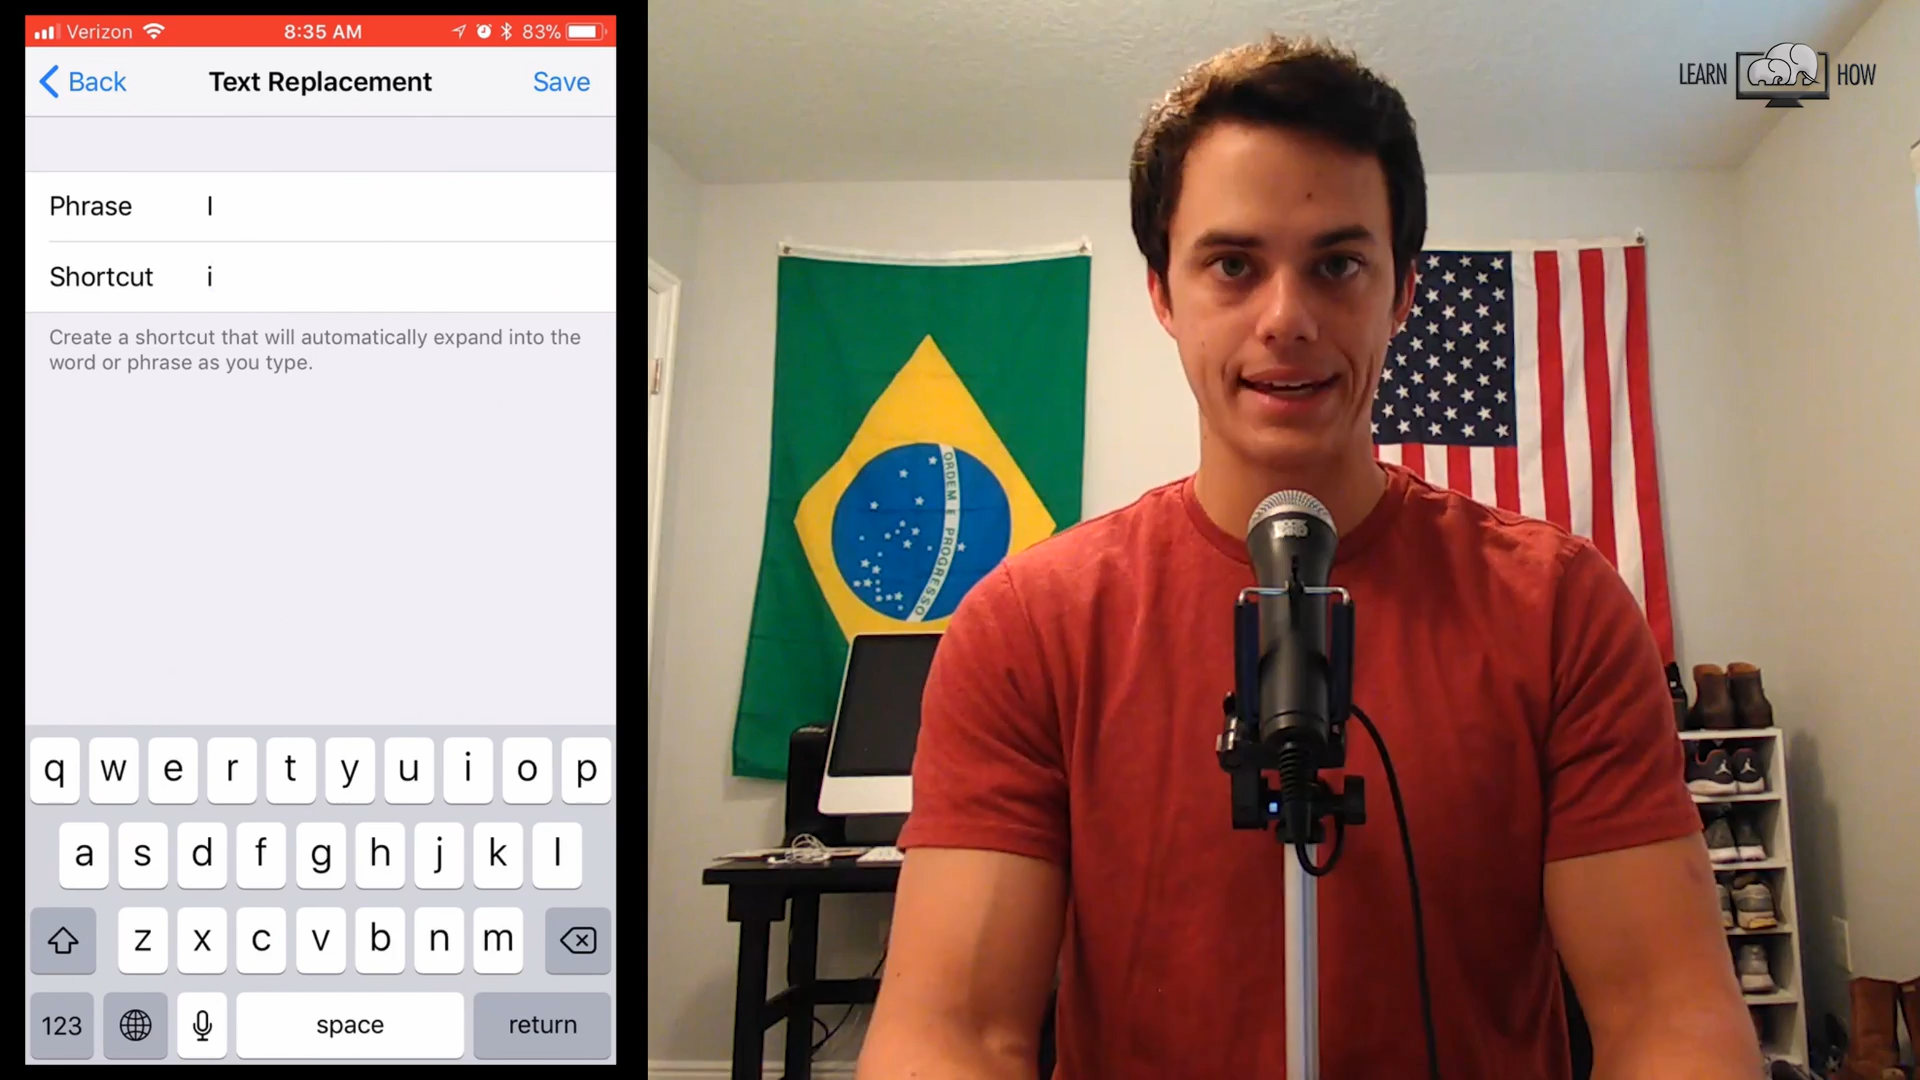 Verizon 8:35 AM 83%
Back Text Replacement Save
Phrase I
Shortcut i
Create a shortcut that will automatically expand into the
word or phrase as you type.
q w e r t y u i o p
a s d f g h j k l
z x c v b n m
123 space return
LEARN HOW
ORDEM E PROGRESSO